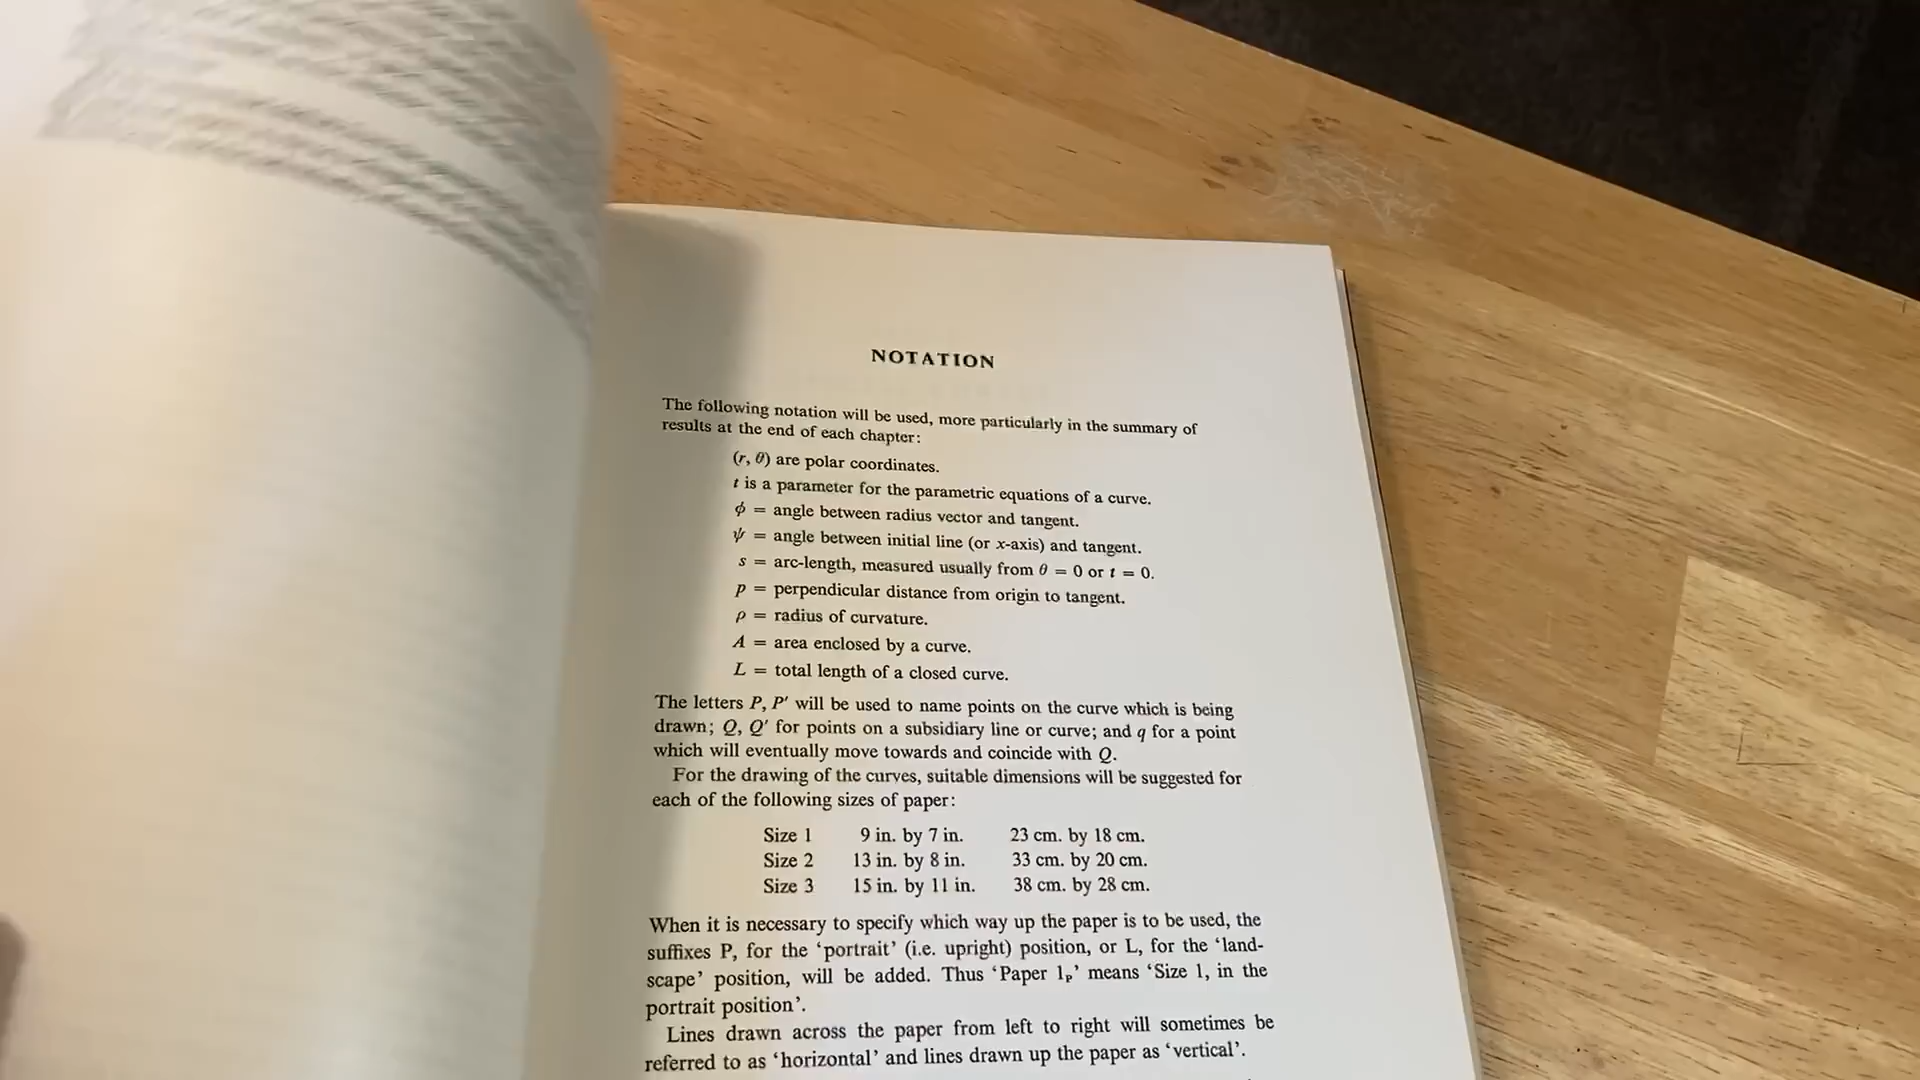 NOTATION
The following notation will be used, more particularly in the summary of
results at the end of each chapter:
(r, θ) are polar coordinates.
t is a parameter for the parametric equations of a curve.
ϕ = angle between radius vector and tangent.
ψ = angle between initial line (or x-axis) and tangent.
s = arc-length, measured usually from θ = 0 or t = 0.
p = perpendicular distance from origin to tangent.
ρ = radius of curvature.
A = area enclosed by a curve.
L = total length of a closed curve.
The letters P, P′ will be used to name points on the curve which is being
drawn; Q, Q′ for points on a subsidiary line or curve; and q for a point
which will eventually move towards and coincide with Q.
For the drawing of the curves, suitable dimensions will be suggested for
each of the following sizes of paper:
Size 1 9 in. by 7 in. 23 cm. by 18 cm.
Size 2 13 in. by 8 in. 33 cm. by 20 cm.
Size 3 15 in. by 11 in. 38 cm. by 28 cm.
When it is necessary to specify which way up the paper is to be used, the
suffixes P, for the ‘portrait’ (i.e. upright) position, or L, for the ‘land-
scape’ position, will be added. Thus ‘Paper 1ₚ’ means ‘Size 1, in the
portrait position’.
Lines drawn across the paper from left to right will sometimes be
referred to as ‘horizontal’ and lines drawn up the paper as ‘vertical’.